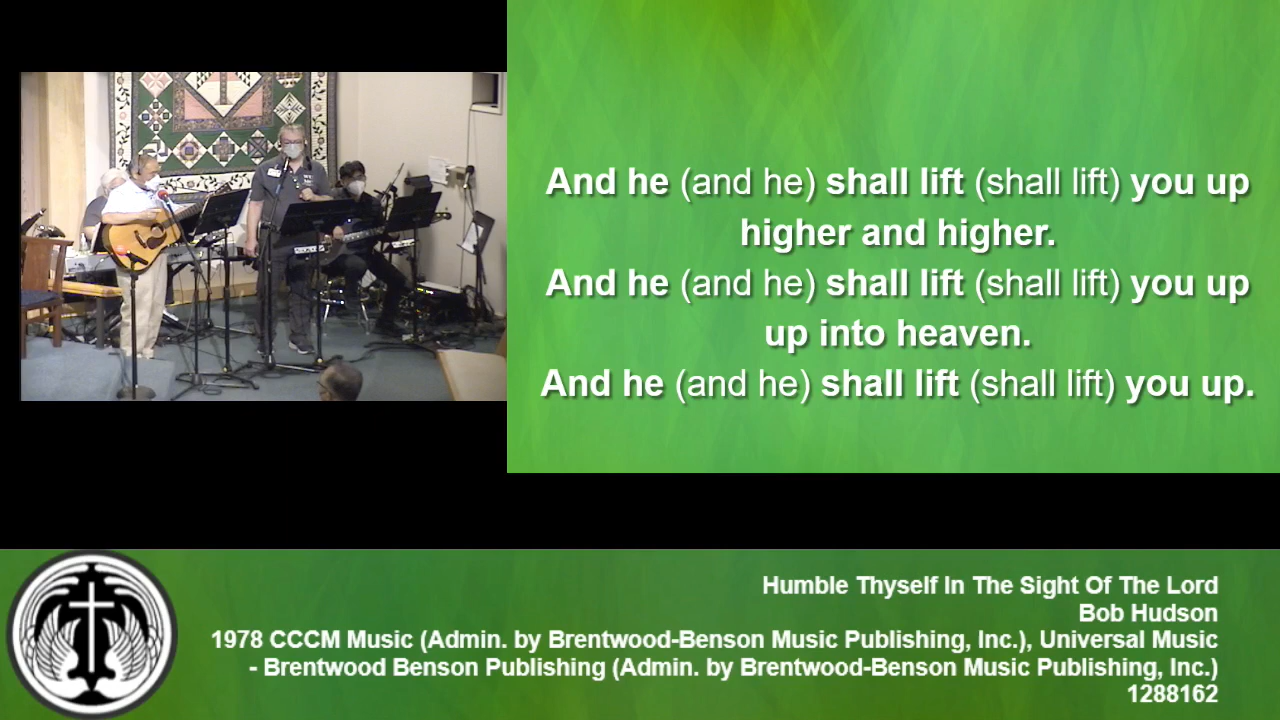 And he (and he) shall lift (shall lift) you up
higher and higher.
And he (and he) shall lift (shall lift) you up
up into heaven.
And he (and he) shall lift (shall lift) you up.
Humble Thyself In The Sight Of The Lord
Bob Hudson
1978 CCCM Music (Admin. by Brentwood-Benson Music Publishing, Inc.), Universal Music
- Brentwood Benson Publishing (Admin. by Brentwood-Benson Music Publishing, Inc.)
1288162